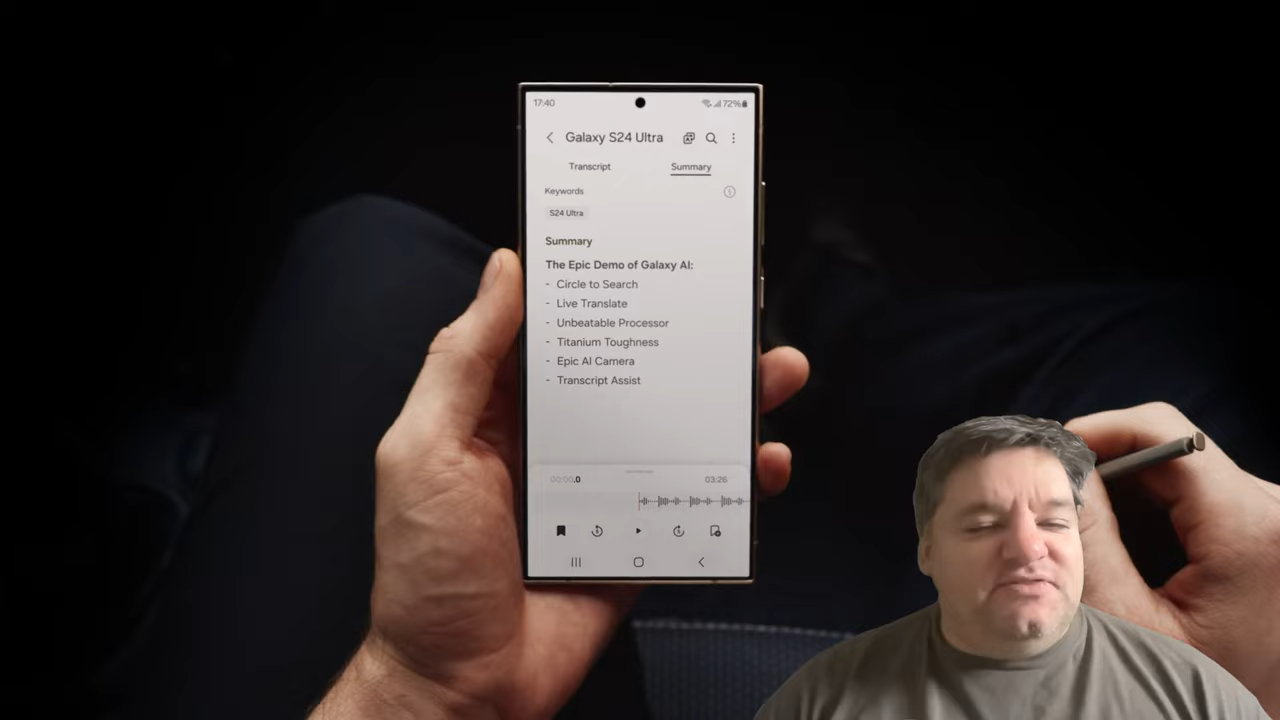 17:40
72%
Galaxy S24 Ultra
Transcript
Summary
Keywords
S24 Ultra
Summary
The Epic Demo of Galaxy AI:
- Circle to Search
- Live Translate
- Unbeatable Processor
- Titanium Toughness
- Epic AI Camera
- Transcript Assist
00:00.0
03:26